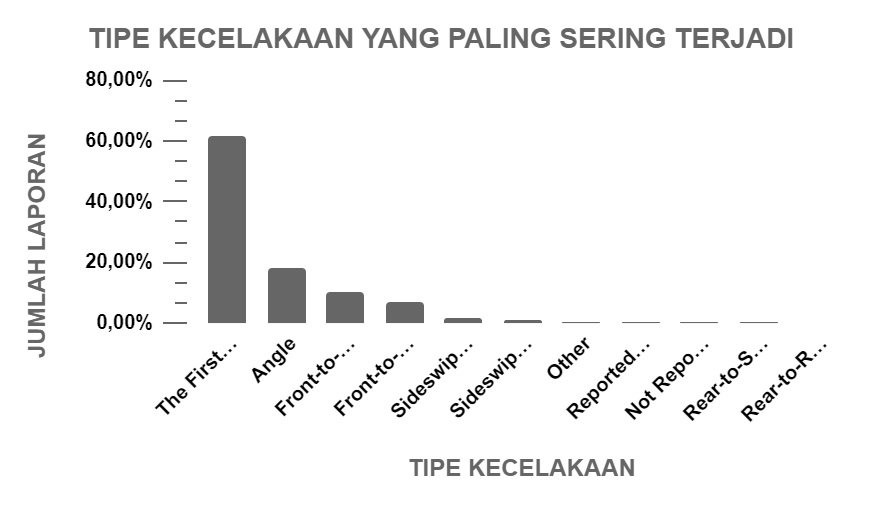 TIPE KECELAKAAN YANG PALING SERING TERJADI
JUMLAH LAPORAN
80,00%
60,00%
40,00%
20,00%
0,00%
The First…
Angle
Front-to-…
Front-to-…
Sideswip…
Sideswip…
Other
Reported…
Not Repo…
Rear-to-S…
Rear-to-R…
TIPE KECELAKAAN